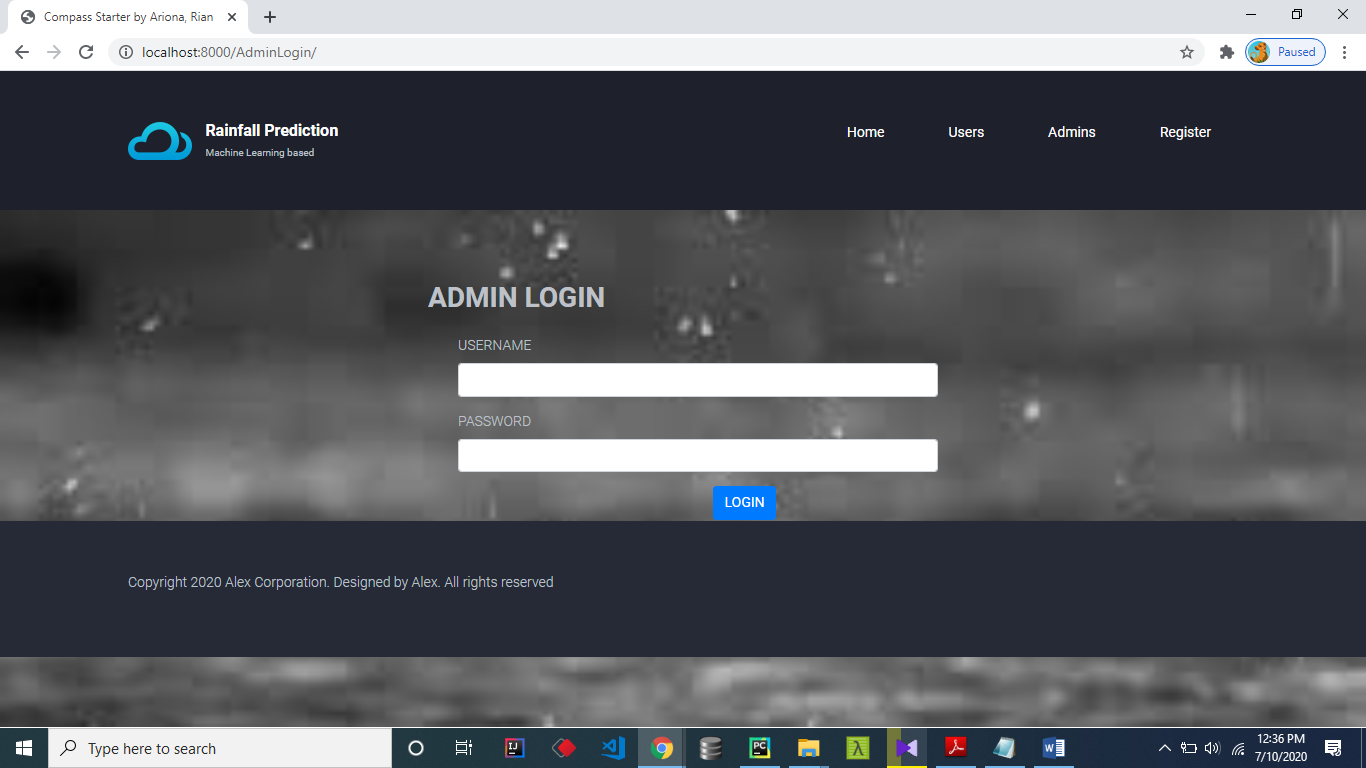 Compass Starter by Ariona, Rian
localhost:8000/AdminLogin/
Paused
Rainfall Prediction
Machine Learning based
Home Users Admins Register
ADMIN LOGIN
USERNAME
PASSWORD
LOGIN
Copyright 2020 Alex Corporation. Designed by Alex. All rights reserved
Type here to search
IJ
PC
λ
W
12:36 PM
7/10/2020